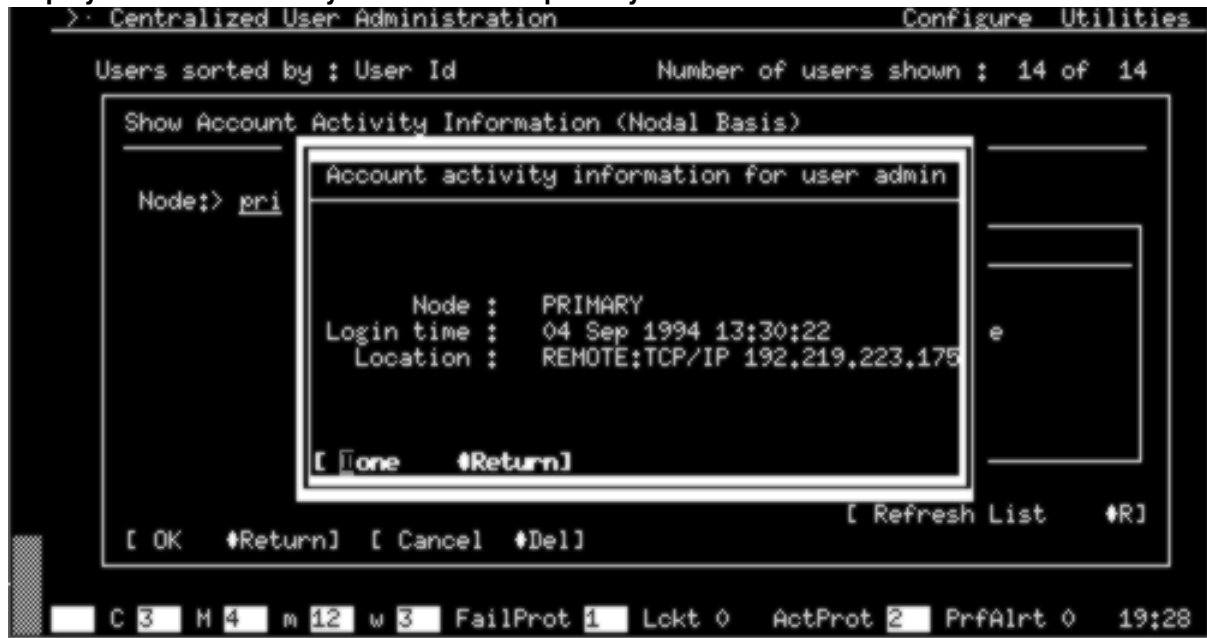 >· Centralized User Administration Configure Utilities
Users sorted by : User Id Number of users shown : 14 of 14
Show Account Activity Information (Nodal Basis)
Account activity information for user admin
Node:> pri
Node : PRIMARY
Login time : 04 Sep 1994 13:30:22
e
Location : REMOTE:TCP/IP 192.219.223.175
[ Done ♦Return]
[ Refresh List ♦R]
[ OK ♦Return] [ Cancel ♦Del]
C 3 M 4 m 12 w 3 FailProt 1 Lckt 0 ActProt 2 PrfAlrt 0 19:28